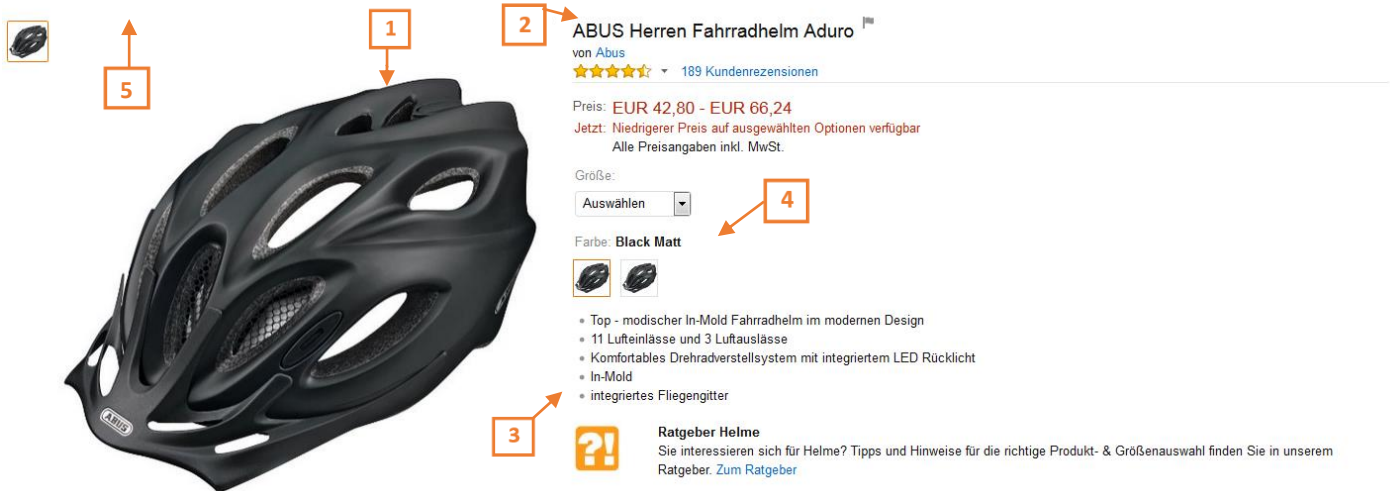 1
2
5
ABUS Herren Fahrradhelm Aduro
von Abus
189 Kundenrezensionen
Preis: EUR 42,80 - EUR 66,24
Jetzt: Niedrigerer Preis auf ausgewählten Optionen verfügbar
Alle Preisangaben inkl. MwSt.
Größe:
Auswählen
4
Farbe: Black Matt
Top - modischer In-Mold Fahrradhelm im modernen Design
11 Lufteinlässe und 3 Luftauslässe
Komfortables Drehradverstellsystem mit integriertem LED Rücklicht
In-Mold
integriertes Fliegengitter
3
ABUS
?!
Ratgeber Helme
Sie interessieren sich für Helme? Tipps und Hinweise für die richtige Produkt- & Größenauswahl finden Sie in unserem
Ratgeber. Zum Ratgeber